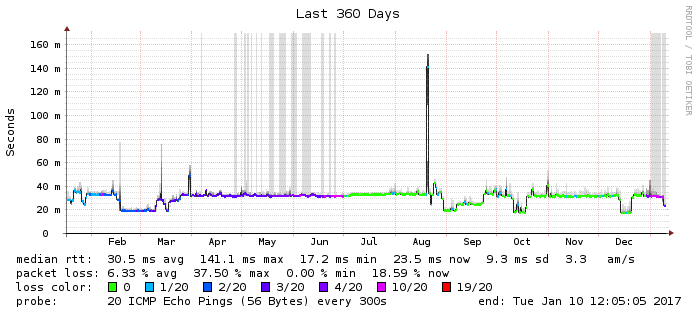 Last 360 Days
RRDTOOL / TOBI OETIKER
Seconds
160 m
140 m
120 m
100 m
80 m
60 m
40 m
20 m
0
Feb Mar Apr May Jun Jul Aug Sep Oct Nov Dec
median rtt: 30.5 ms avg 141.1 ms max 17.2 ms min 23.5 ms now 9.3 ms sd 3.3 am/s
packet loss: 6.33 % avg 37.50 % max 0.00 % min 18.59 % now
loss color: 0 1/20 2/20 3/20 4/20 10/20 19/20
probe: 20 ICMP Echo Pings (56 Bytes) every 300s end: Tue Jan 10 12:05:05 2017